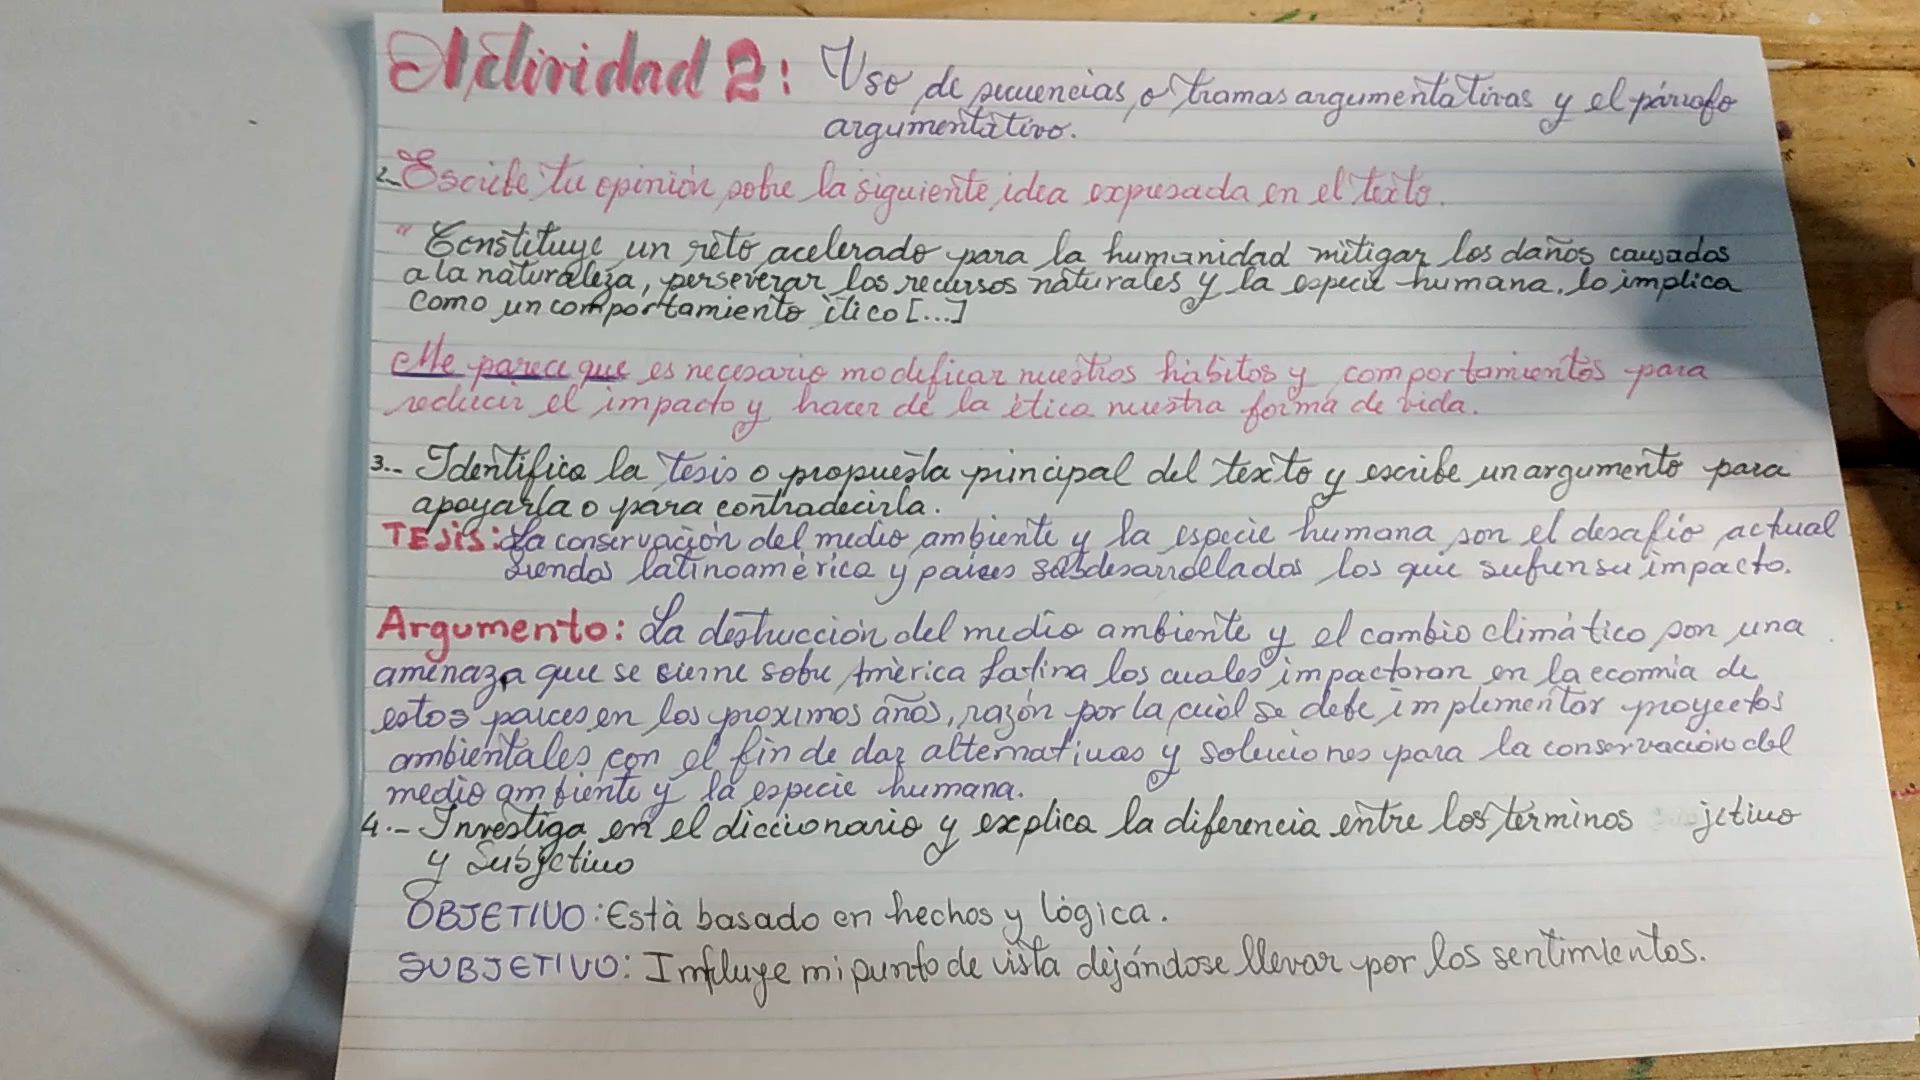 Actividad 2: Uso de secuencias o tramas argumentativas y el párrafo
argumentativo.
2.- Escribe tu opinión sobre la siguiente idea expresada en el texto.
"Constituye un reto acelerado para la humanidad mitigar los daños causados
a la naturaleza, perseverar los recursos naturales y la especie humana, lo implica
como un comportamiento ético [...]
Me parece que es necesario modificar nuestros hábitos y comportamientos para
reducir el impacto y hacer de la ética nuestra forma de vida.
3.- Identifica la tesis o propuesta principal del texto y escribe un argumento para
apoyarla o para contradecirla.
TESIS: La conservación del medio ambiente y la especie humana son el desafío actual
siendos latinoamérica y paises subdesarrollados los que sufren su impacto.
Argumento: La destrucción del medio ambiente y el cambio climático son una
amenaza que se cierne sobre América Latina los cuales impactaran en la ecomia de
estos paices en los proximos años, razón por la cuál se debe implementar proyectos
ambientales con el fin de dar alternativas y soluciones para la conservación del
medio ambiente y la especie humana.
4.- Investiga en el diccionario y explica la diferencia entre los términos jetivo
y Subjetivo
OBJETIVO: Està basado en hechos y lógica.
SUBJETIVO: Influye mi punto de vista dejándose llevar por los sentimientos.